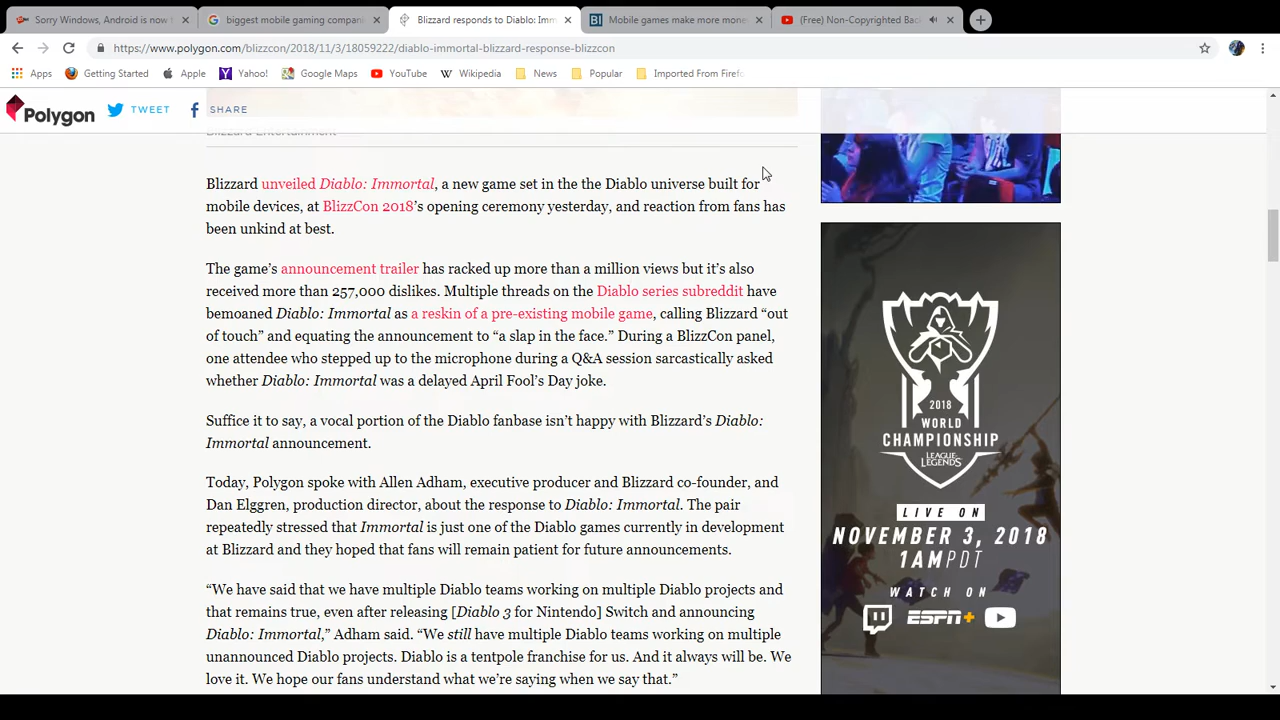 Sorry Windows, Android is now t
biggest mobile gaming compani
Blizzard responds to Diablo: Imm
Mobile games make more mone
(Free) Non-Copyrighted Bac
https://www.polygon.com/blizzcon/2018/11/3/18059222/diablo-immortal-blizzard-response-blizzcon
Apps Getting Started Apple Yahoo! Google Maps YouTube Wikipedia News Popular Imported From Firefo
Polygon TWEET SHARE
Blizzard Entertainment
Blizzard unveiled Diablo: Immortal, a new game set in the the Diablo universe built for
mobile devices, at BlizzCon 2018’s opening ceremony yesterday, and reaction from fans has
been unkind at best.
The game’s announcement trailer has racked up more than a million views but it’s also
received more than 257,000 dislikes. Multiple threads on the Diablo series subreddit have
bemoaned Diablo: Immortal as a reskin of a pre-existing mobile game, calling Blizzard “out
of touch” and equating the announcement to “a slap in the face.” During a BlizzCon panel,
one attendee who stepped up to the microphone during a Q&A session sarcastically asked
whether Diablo: Immortal was a delayed April Fool’s Day joke.
Suffice it to say, a vocal portion of the Diablo fanbase isn’t happy with Blizzard’s Diablo:
Immortal announcement.
Today, Polygon spoke with Allen Adham, executive producer and Blizzard co-founder, and
Dan Elggren, production director, about the response to Diablo: Immortal. The pair
repeatedly stressed that Immortal is just one of the Diablo games currently in development
at Blizzard and they hoped that fans will remain patient for future announcements.
“We have said that we have multiple Diablo teams working on multiple Diablo projects and
that remains true, even after releasing [Diablo 3 for Nintendo] Switch and announcing
Diablo: Immortal,” Adham said. “We still have multiple Diablo teams working on multiple
unannounced Diablo projects. Diablo is a tentpole franchise for us. And it always will be. We
love it. We hope our fans understand what we’re saying when we say that.”
2018
WORLD
CHAMPIONSHIP
LEAGUE OF LEGENDS
LIVE ON
NOVEMBER 3, 2018
1AM PDT
WATCH ON
ESPN+